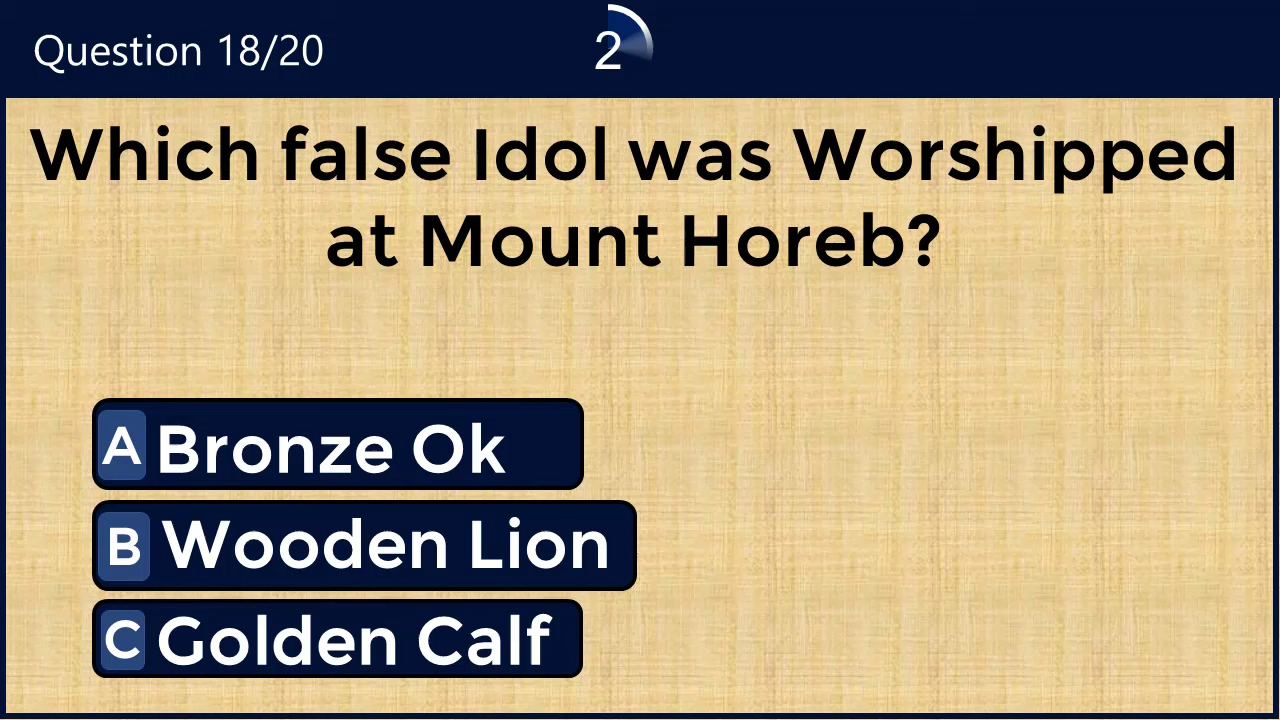 Question 18/20
2
Which false Idol was Worshipped
at Mount Horeb?
A Bronze Ok
B Wooden Lion
C Golden Calf